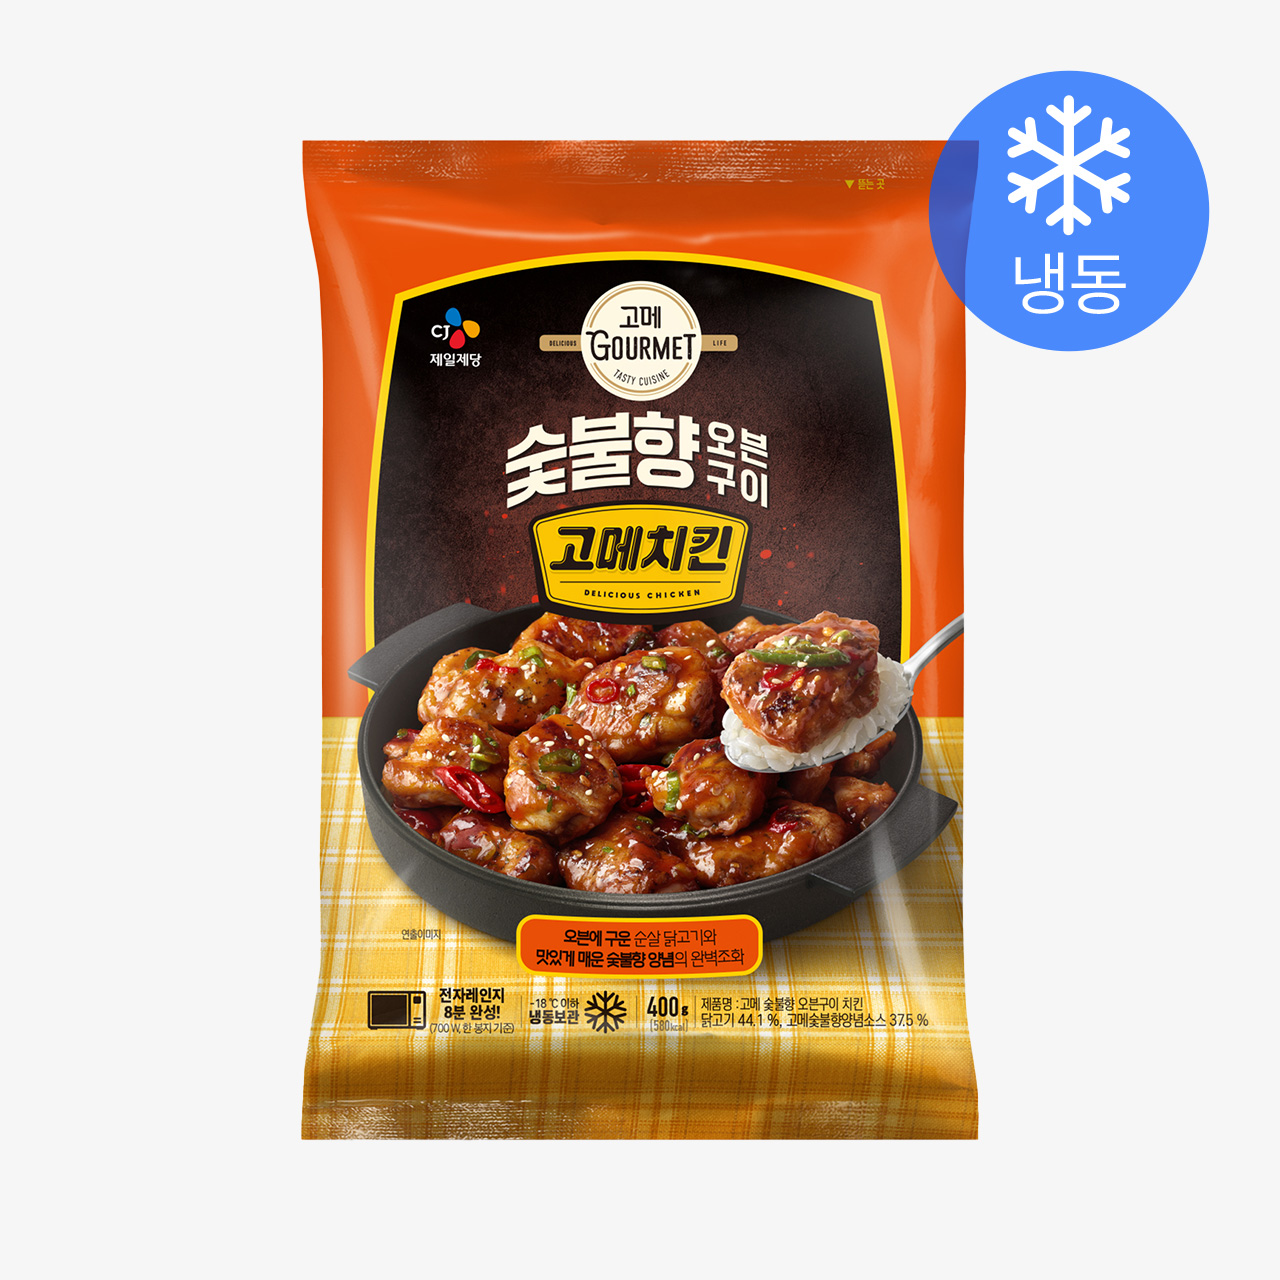 ▼ 뜯는 곳
냉동
CJ
제일제당
고메
DELICIOUS GOURMET LIFE
TASTY CUISINE
숯불향 오븐
구이
고메치킨
DELICIOUS CHICKEN
오븐에 구운 순살 닭고기와
맛있게 매운 숯불향 양념의 완벽조화
연출이미지
전자레인지
8분 완성!
(700 W, 한 봉지 기준)
-18 ℃ 이하
냉동보관
400g
(580kcal)
제품명 : 고메 숯불향 오븐구이 치킨
닭고기 44.1 %, 고메숯불향양념소스 37.5 %